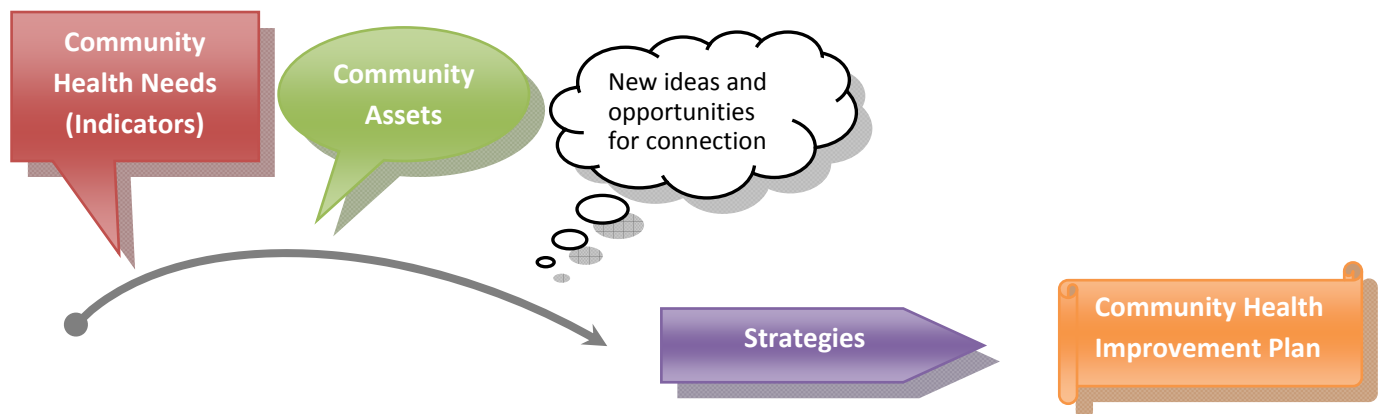 Community
Health Needs
(Indicators)
Community
Assets
New ideas and
opportunities
for connection
Strategies
Community Health
Improvement Plan